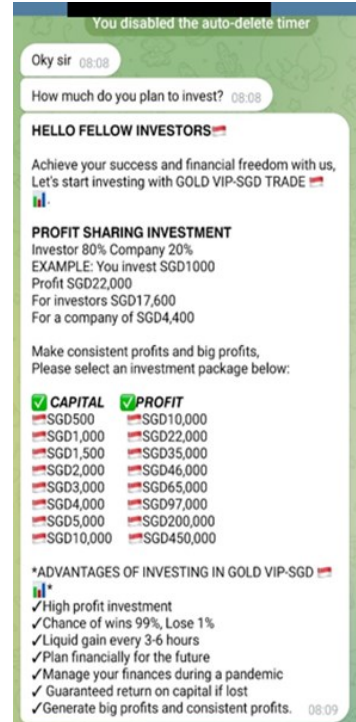 You disabled the auto-delete timer
Oky sir 08:08
How much do you plan to invest? 08:08
HELLO FELLOW INVESTORS🇸🇬
Achieve your success and financial freedom with us,
Let's start investing with GOLD VIP-SGD TRADE 🇸🇬
📊.
PROFIT SHARING INVESTMENT
Investor 80% Company 20%
EXAMPLE: You invest SGD1000
Profit SGD22,000
For investors SGD17,600
For a company of SGD4,400
Make consistent profits and big profits,
Please select an investment package below:
✅ CAPITAL ✅PROFIT
🇸🇬SGD500 🇸🇬SGD10,000
🇸🇬SGD1,000 🇸🇬SGD22,000
🇸🇬SGD1,500 🇸🇬SGD35,000
🇸🇬SGD2,000 🇸🇬SGD46,000
🇸🇬SGD3,000 🇸🇬SGD65,000
🇸🇬SGD4,000 🇸🇬SGD97,000
🇸🇬SGD5,000 🇸🇬SGD200,000
🇸🇬SGD10,000 🇸🇬SGD450,000
*ADVANTAGES OF INVESTING IN GOLD VIP-SGD 🇸🇬
📊*
✓High profit investment
✓Chance of wins 99%, Lose 1%
✓Liquid gain every 3-6 hours
✓Plan financially for the future
✓Manage your finances during a pandemic
✓ Guaranteed return on capital if lost
✓Generate big profits and consistent profits. 08:09